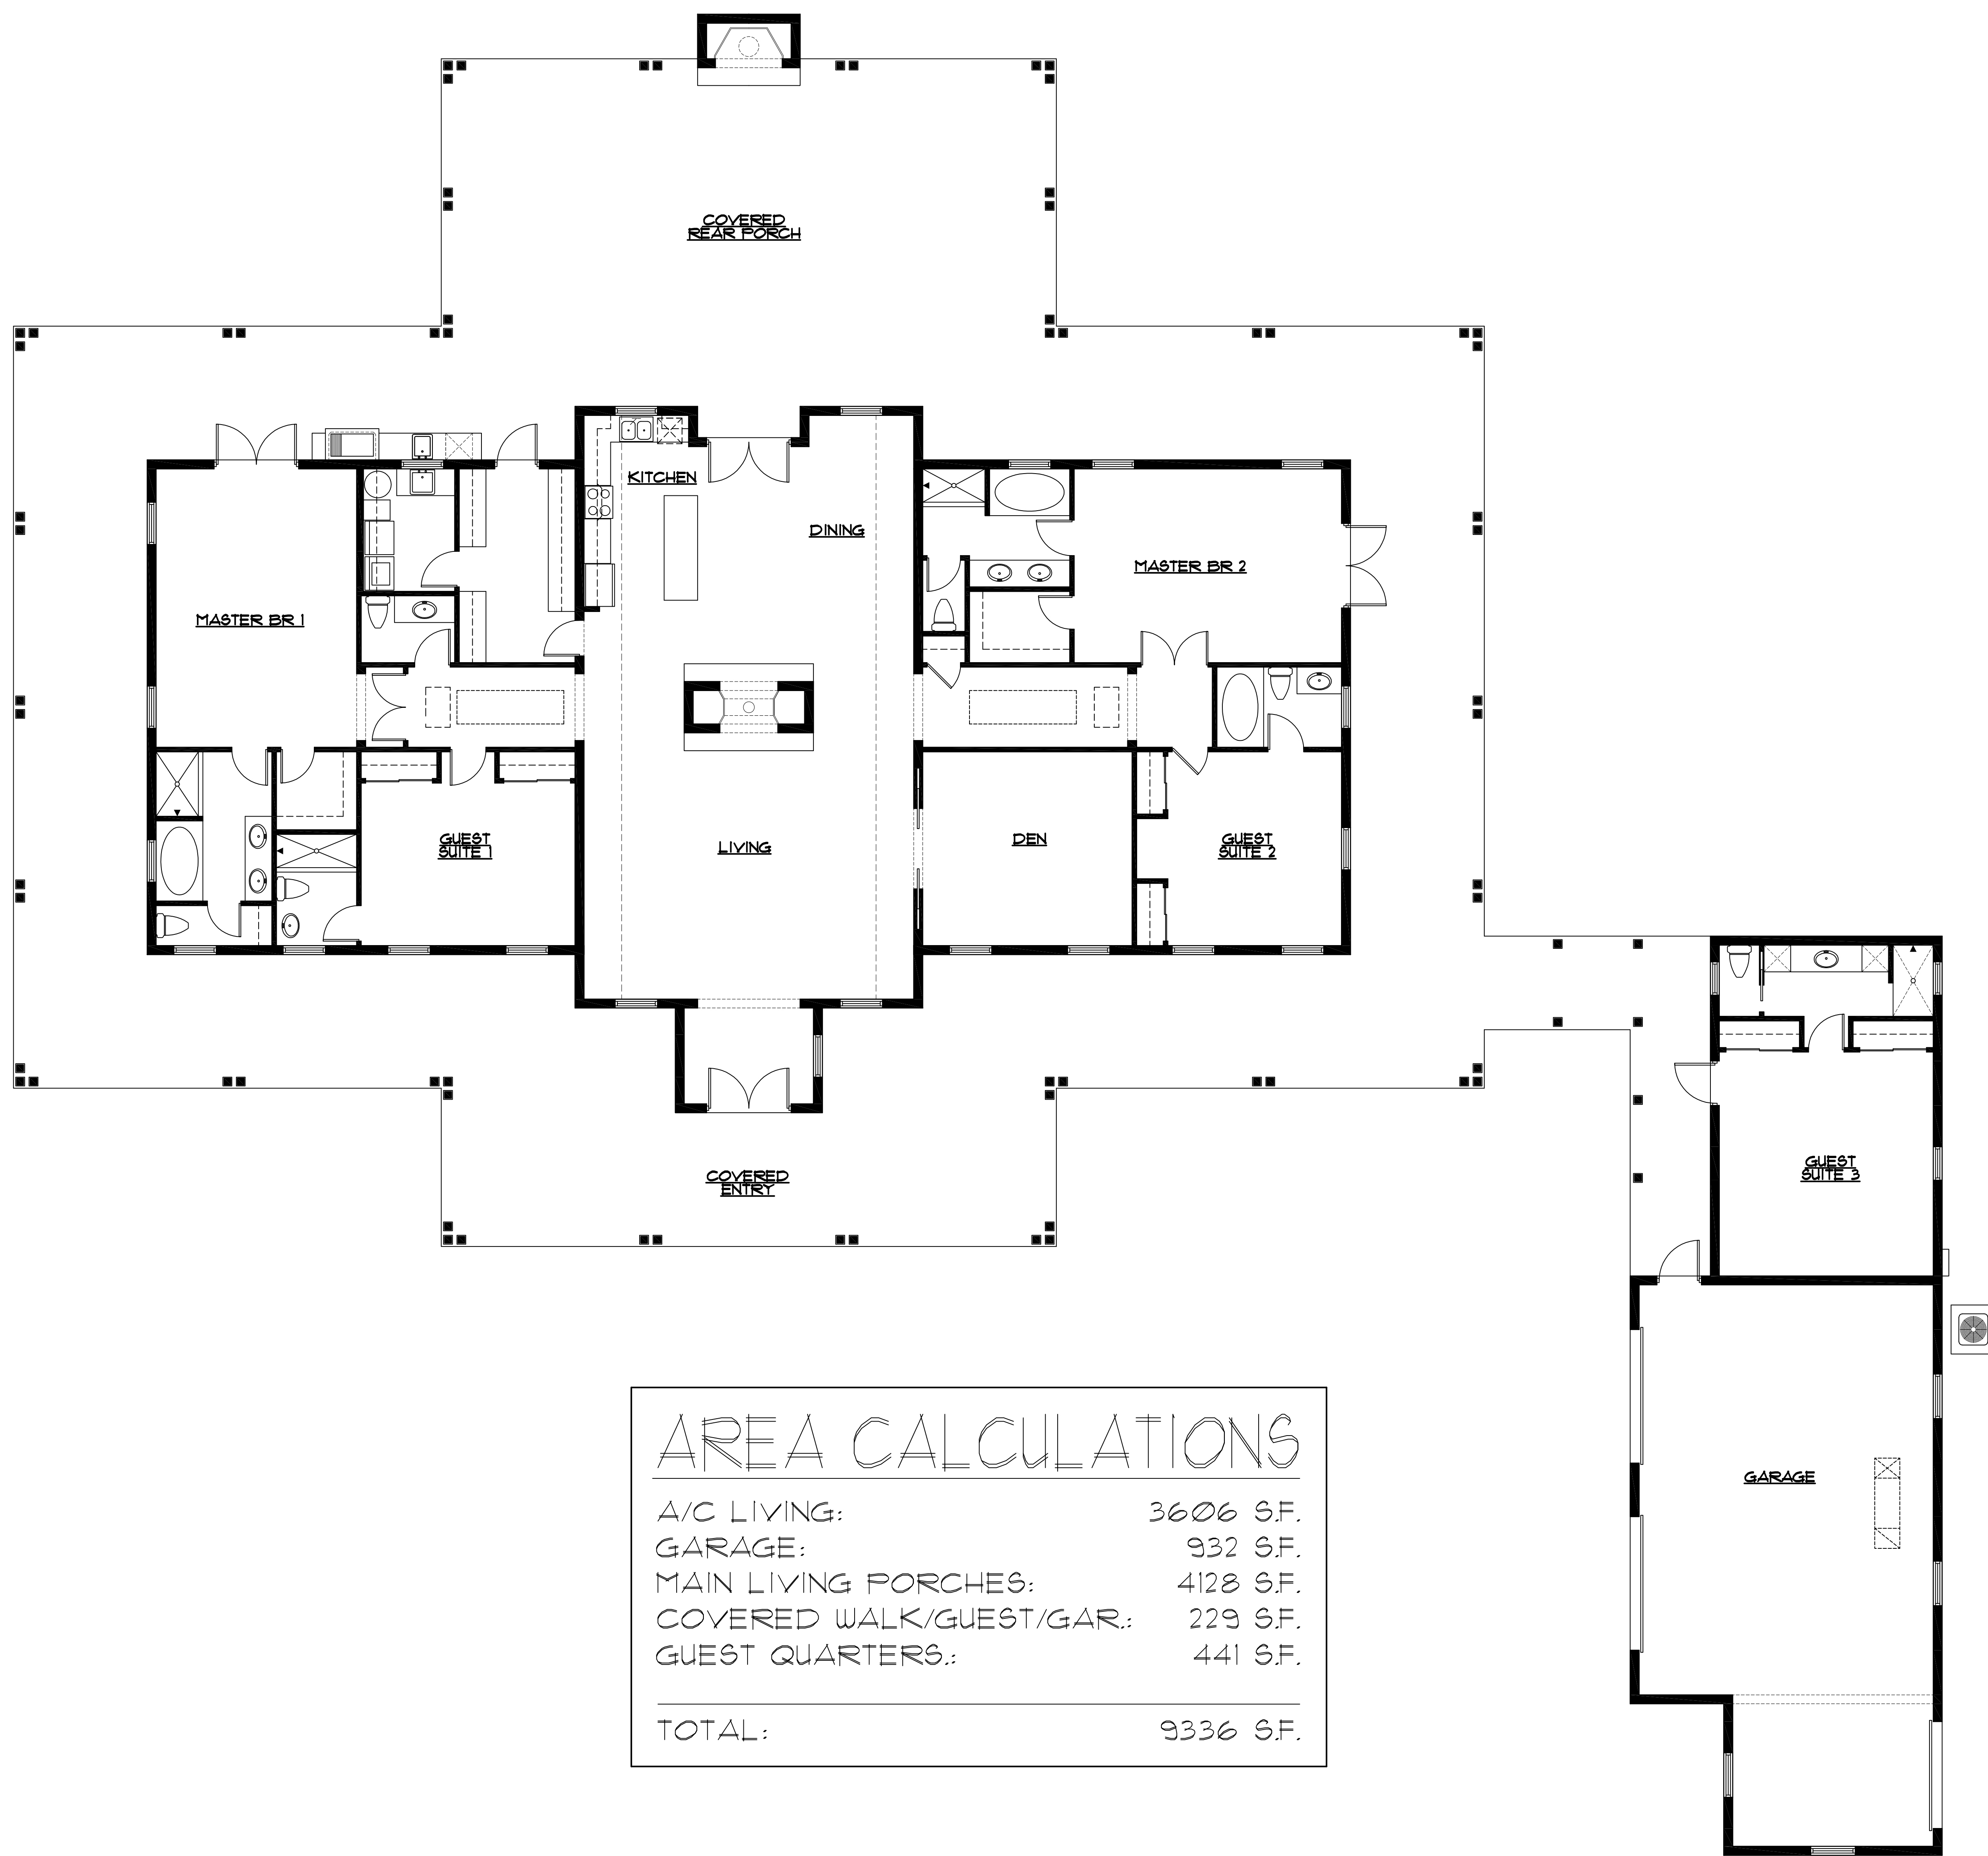 COVERED
REAR PORCH
KITCHEN
DINING
MASTER BR 2
MASTER BR 1
GUEST
SUITE 1
LIVING
DEN
GUEST
SUITE 2
COVERED
ENTRY
GUEST
SUITE 3
GARAGE
AREA CALCULATIONS
A/C LIVING: 3606 S.F.
GARAGE: 932 S.F.
MAIN LIVING PORCHES: 4128 S.F.
COVERED WALK/GUEST/GAR.: 229 S.F.
GUEST QUARTERS.: 441 S.F.
TOTAL: 9336 S.F.